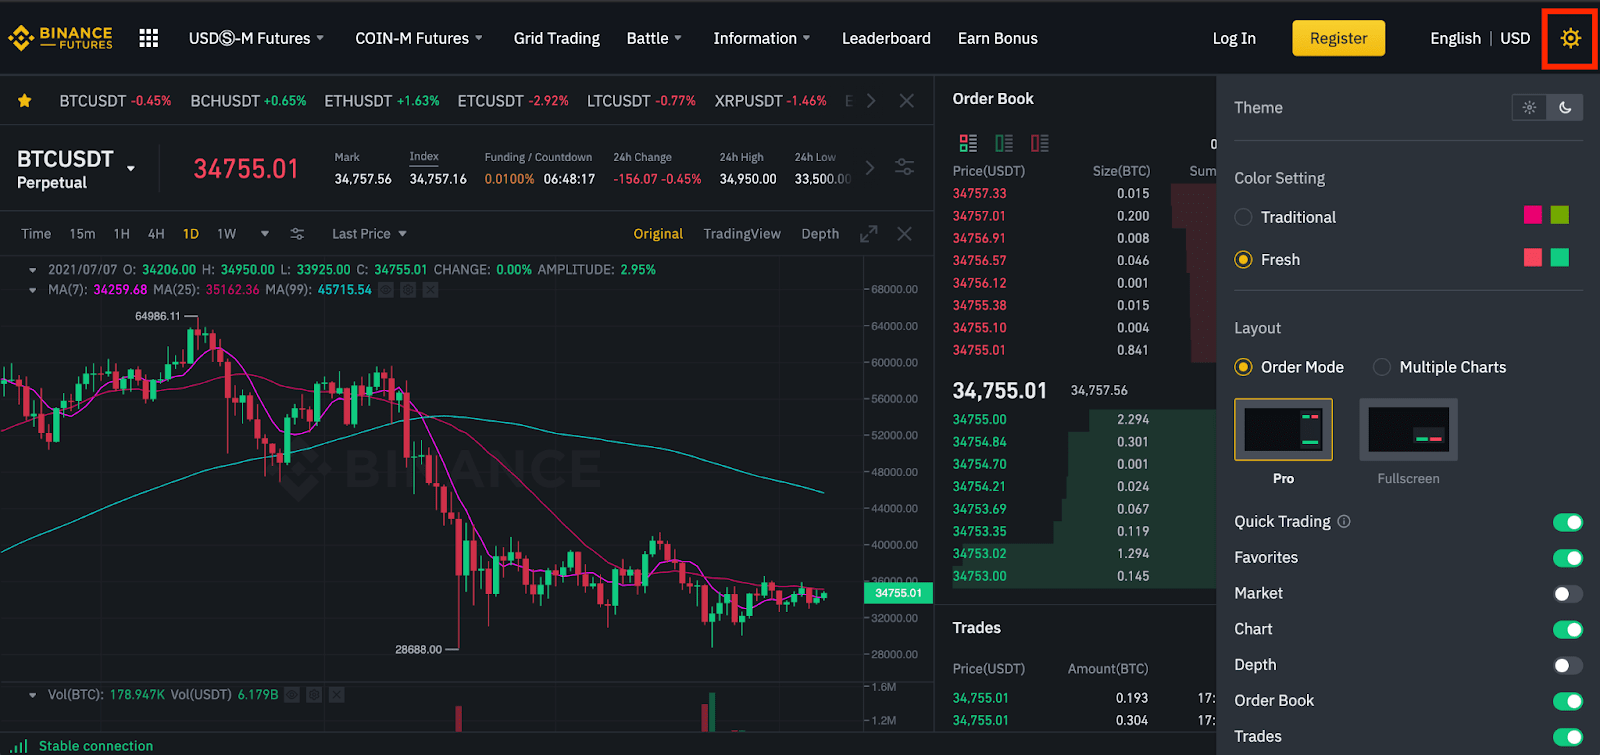 BINANCE
FUTURES
USDⓈ-M Futures COIN-M Futures Grid Trading Battle Information Leaderboard Earn Bonus Log In Register English | USD
BTCUSDT -0.45% BCHUSDT +0.65% ETHUSDT +1.63% ETCUSDT -2.92% LTCUSDT -0.77% XRPUSDT -1.46%
BTCUSDT
Perpetual
34755.01
Mark
34,757.56
Index
34,757.16
Funding / Countdown
0.0100% 06:48:17
24h Change
-156.07 -0.45%
24h High
34,950.00
24h Low
33,500.00
Time 15m 1H 4H 1D 1W Last Price Original TradingView Depth
2021/07/07 O: 34206.00 H: 34950.00 L: 33925.00 C: 34755.01 CHANGE: 0.00% AMPLITUDE: 2.95%
MA(7): 34259.68 MA(25): 35162.36 MA(99): 45715.54
64986.11
28688.00
BINANCE
68000.00
64000.00
60000.00
56000.00
52000.00
48000.00
44000.00
40000.00
36000.00
34755.01
32000.00
28000.00
Vol(BTC): 178.947K Vol(USDT) 6.179B
1.6M
1.2M
Stable connection
Order Book
0
Price(USDT) Size(BTC) Sum
34757.33 0.015
34757.01 0.200
34756.91 0.008
34756.57 0.046
34756.12 0.001
34755.38 0.015
34755.10 0.004
34755.01 0.841
34,755.01 34,757.56
34755.00 2.294
34754.84 0.301
34754.70 0.001
34754.21 0.024
34753.69 0.067
34753.35 0.119
34753.02 1.294
34753.00 0.145
Trades
Price(USDT) Amount(BTC)
34,755.01 0.193 17:
34,755.01 0.304 17:
Theme
Color Setting
Traditional
Fresh
Layout
Order Mode Multiple Charts
Pro Fullscreen
Quick Trading
Favorites
Market
Chart
Depth
Order Book
Trades